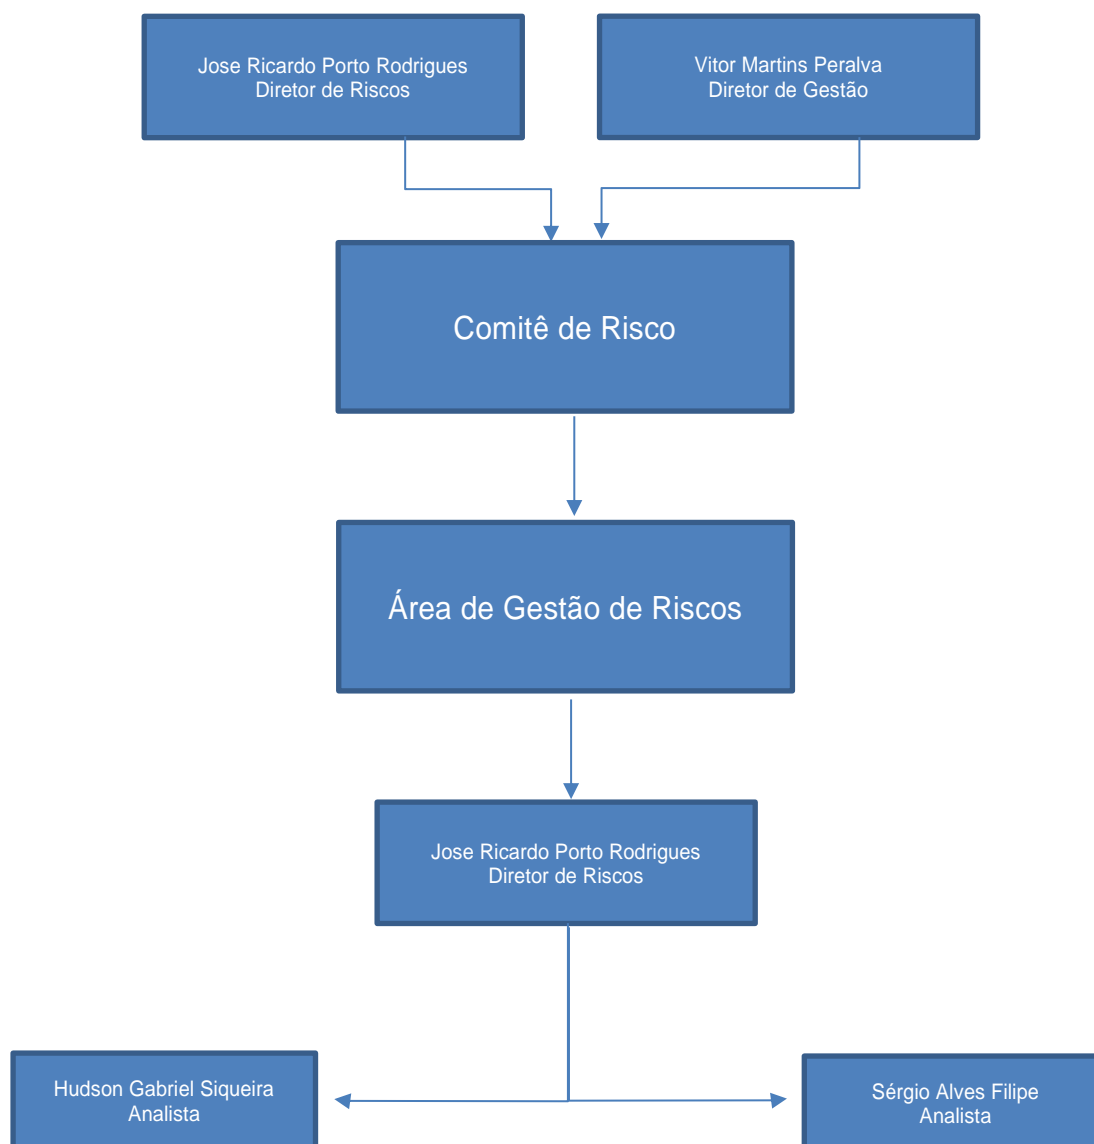 Jose Ricardo Porto Rodrigues
Diretor de Riscos
Vitor Martins Peralva
Diretor de Gestão
Comitê de Risco
Área de Gestão de Riscos
Jose Ricardo Porto Rodrigues
Diretor de Riscos
Hudson Gabriel Siqueira
Analista
Sérgio Alves Filipe
Analista